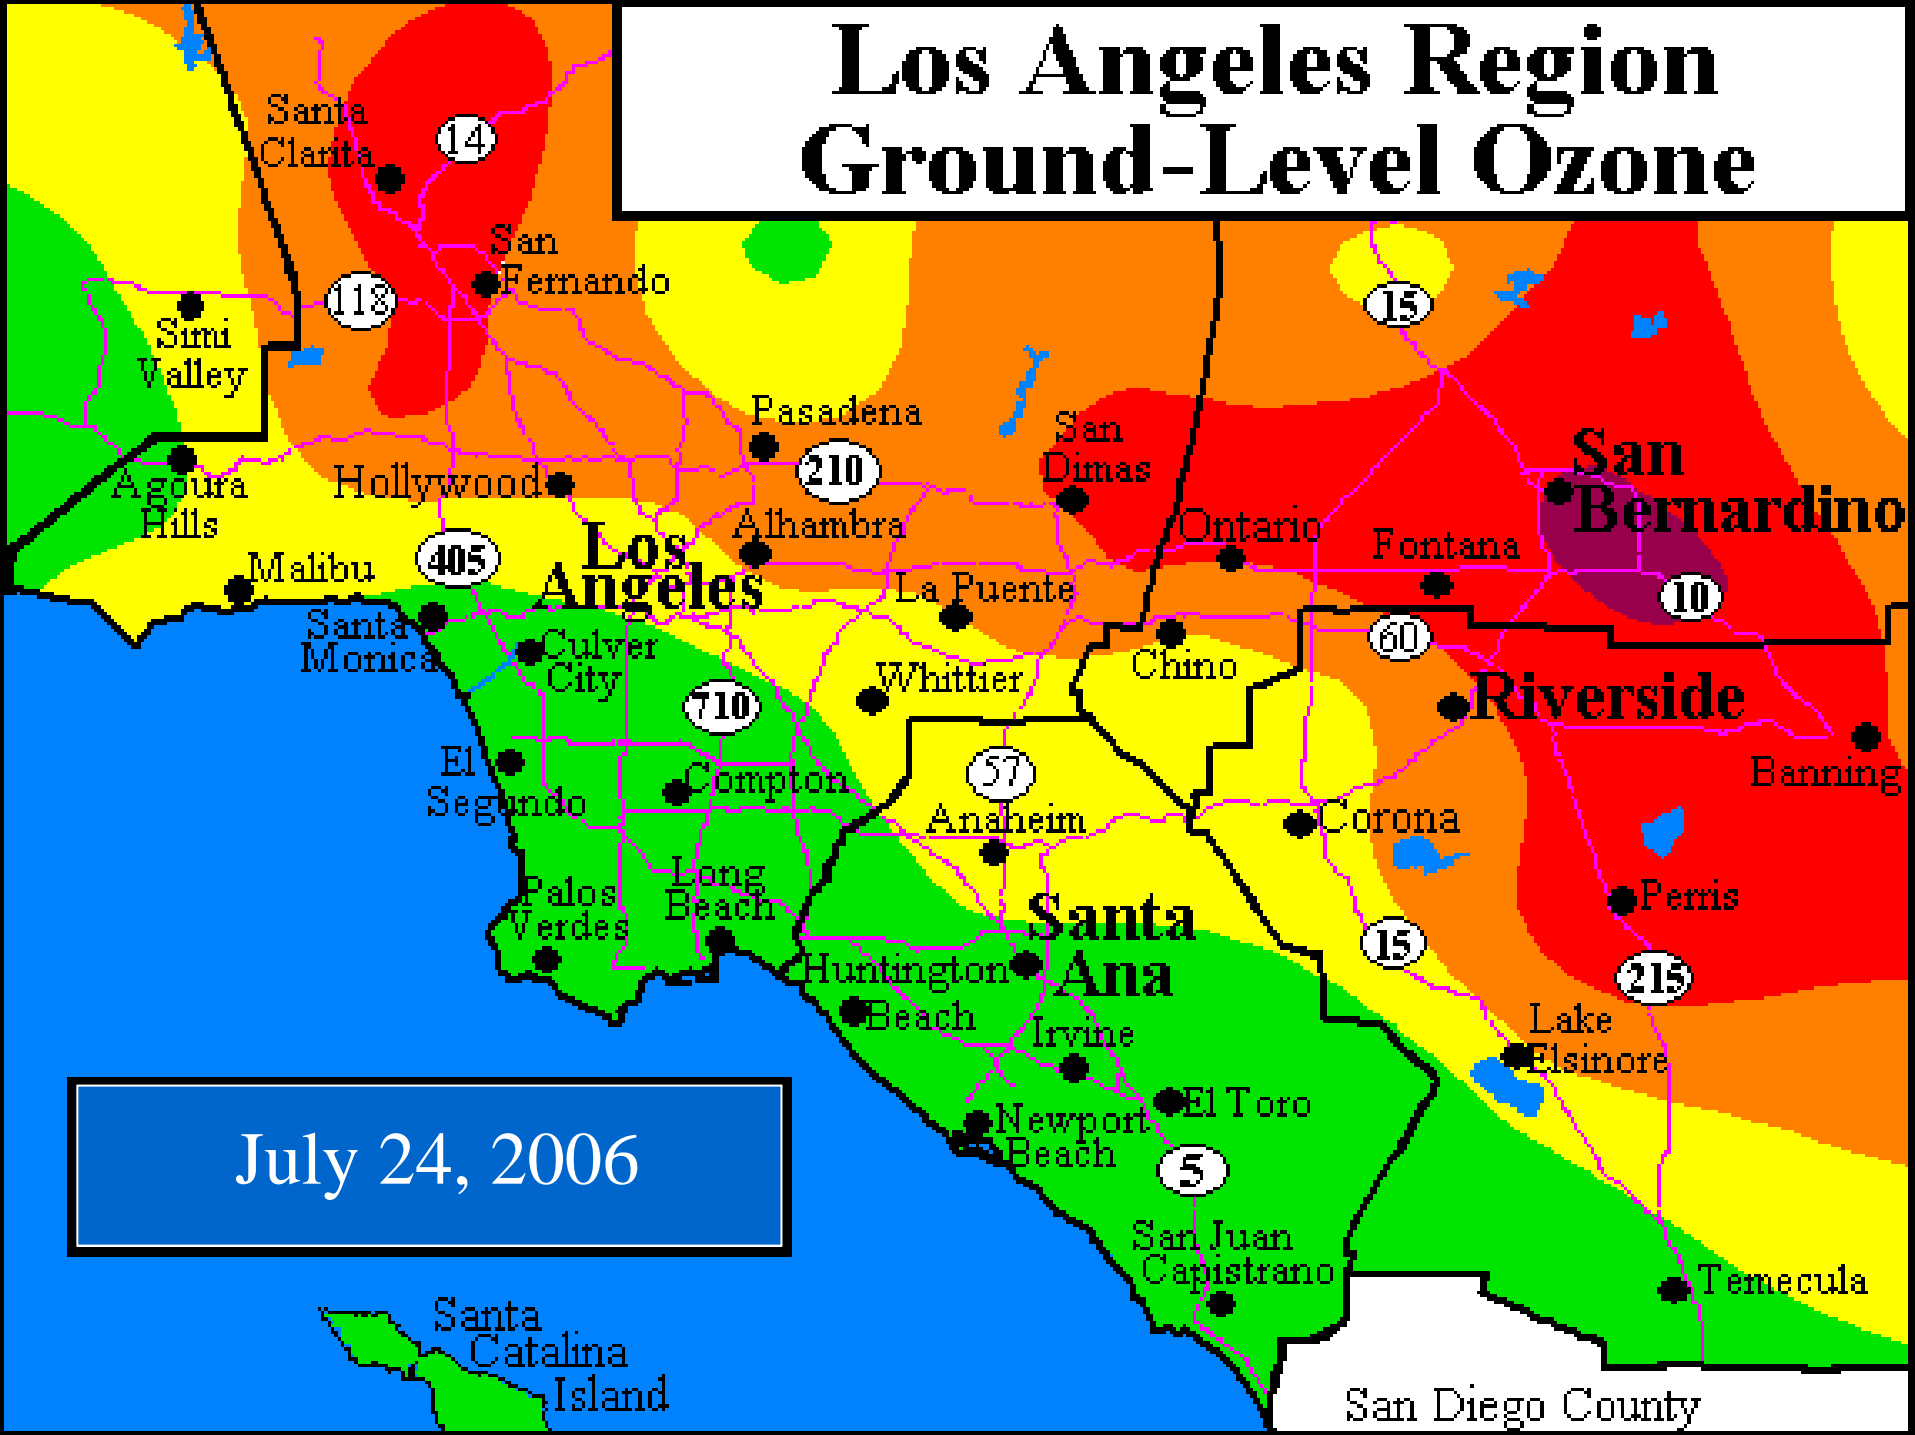 Los Angeles Region
Ground-Level Ozone
Santa
Clarita
14
San
Fernando
118
15
Simi
Valley
Pasadena
San
Dimas
210
San
Bernardino
Hollywood
Agoura
Hills
Alhambra
Ontario
Fontana
Los
Angeles
405
Malibu
La Puente
10
Santa
Monica
Culver
City
60
Chino
Whittier
Riverside
710
El
Segundo
Compton
57
Banning
Anaheim
Corona
Long
Beach
Palos
Verdes
Perris
Santa
Ana
15
215
Huntington
Beach
Irvine
Lake
Elsinore
El Toro
Newport
Beach
5
July 24, 2006
San Juan
Capistrano
Temecula
Santa
Catalina
Island
San Diego County